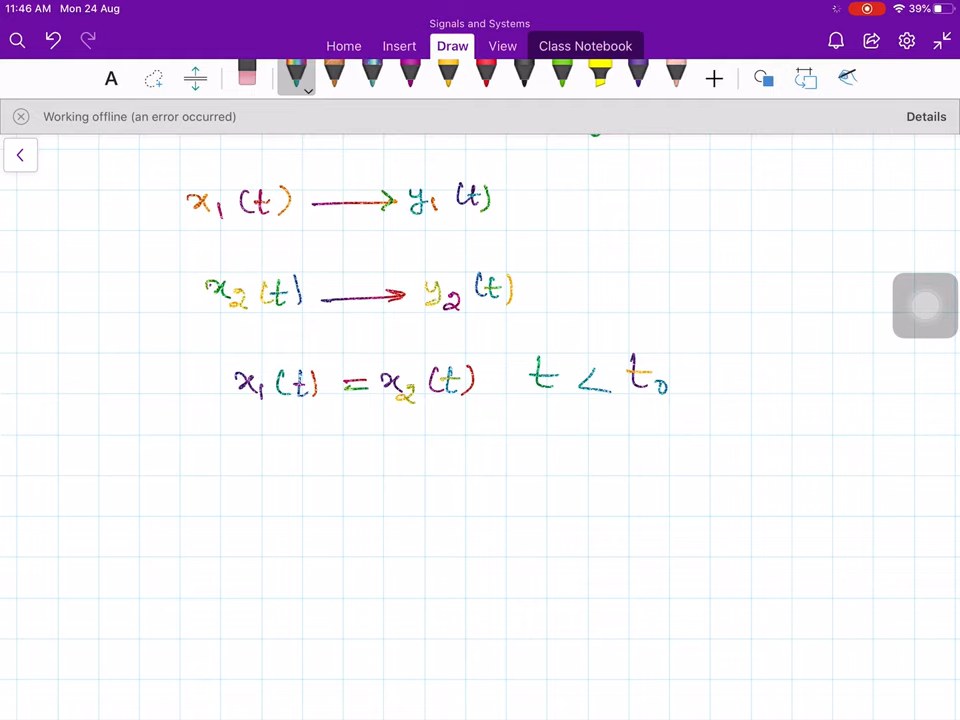 11:46 AM Mon 24 Aug
39%
Signals and Systems
Home Insert Draw View Class Notebook
A
Working offline (an error occurred) Details
x₁(t) ⟶ y₁(t)
x₂(t) ⟶ y₂(t)
x₁(t) = x₂(t) t < t₀